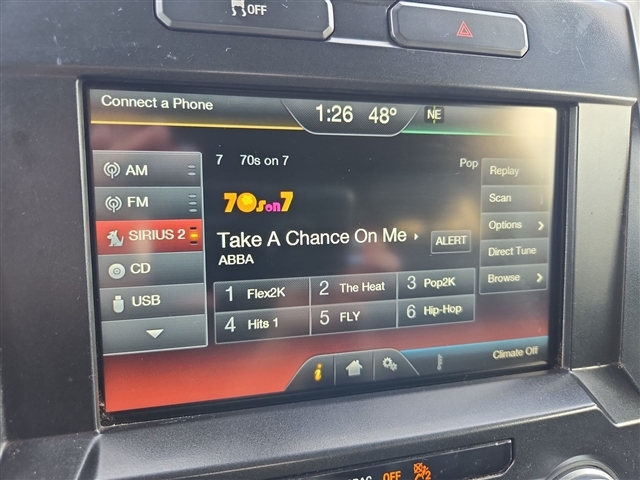 OFF
Connect a Phone
1:26 48° NE
7 70s on 7 Pop
AM
FM
SIRIUS 2
CD
USB
70s on 7
Take A Chance On Me
ABBA
ALERT
Replay
Scan
Options
Direct Tune
Browse
1 Flex2K 2 The Heat 3 Pop2K
4 Hits 1 5 FLY 6 Hip-Hop
i
Climate Off
OFF 2